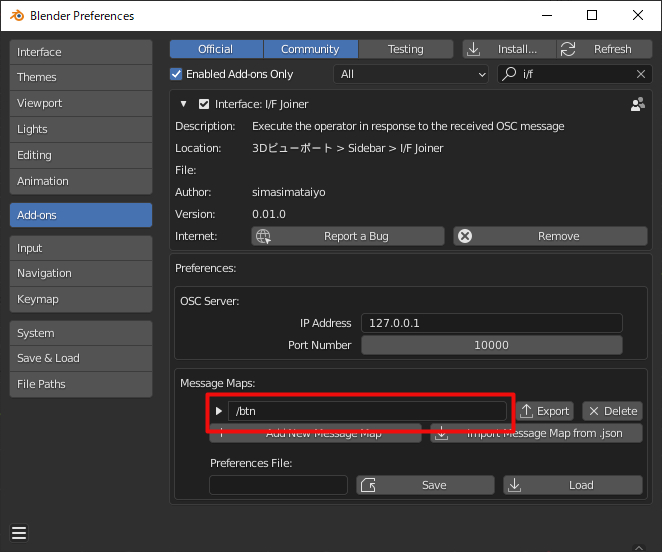 Blender Preferences
Interface
Themes
Viewport
Lights
Editing
Animation
Add-ons
Input
Navigation
Keymap
System
Save & Load
File Paths
Official Community Testing Install... Refresh
Enabled Add-ons Only All i/f
Interface: I/F Joiner
Description: Execute the operator in response to the received OSC message
Location: 3Dビューポート > Sidebar > I/F Joiner
File:
Author: simasimataiyo
Version: 0.01.0
Internet: Report a Bug Remove
Preferences:
OSC Server:
IP Address 127.0.0.1
Port Number 10000
Message Maps:
/btn Export Delete
Add New Message Map Import Message Map from .json
Preferences File:
Save Load